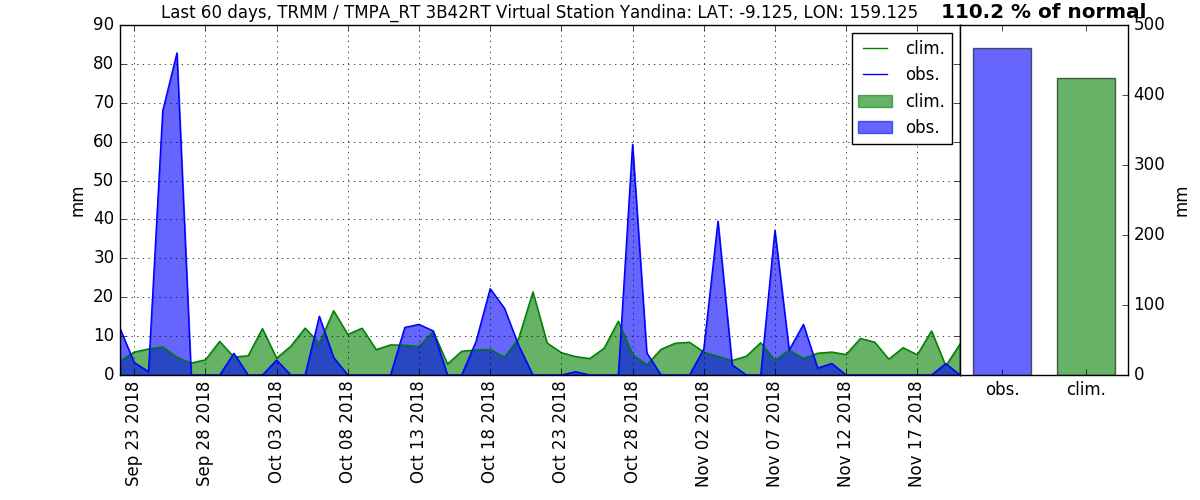 Last 60 days, TRMM / TMPA_RT 3B42RT Virtual Station Yandina: LAT: -9.125, LON: 159.125
110.2 % of normal
90
80
70
60
50
40
30
20
10
0
mm
clim.
obs.
clim.
obs.
500
400
300
200
100
0
mm
Sep 23 2018
Sep 28 2018
Oct 03 2018
Oct 08 2018
Oct 13 2018
Oct 18 2018
Oct 23 2018
Oct 28 2018
Nov 02 2018
Nov 07 2018
Nov 12 2018
Nov 17 2018
obs.
clim.